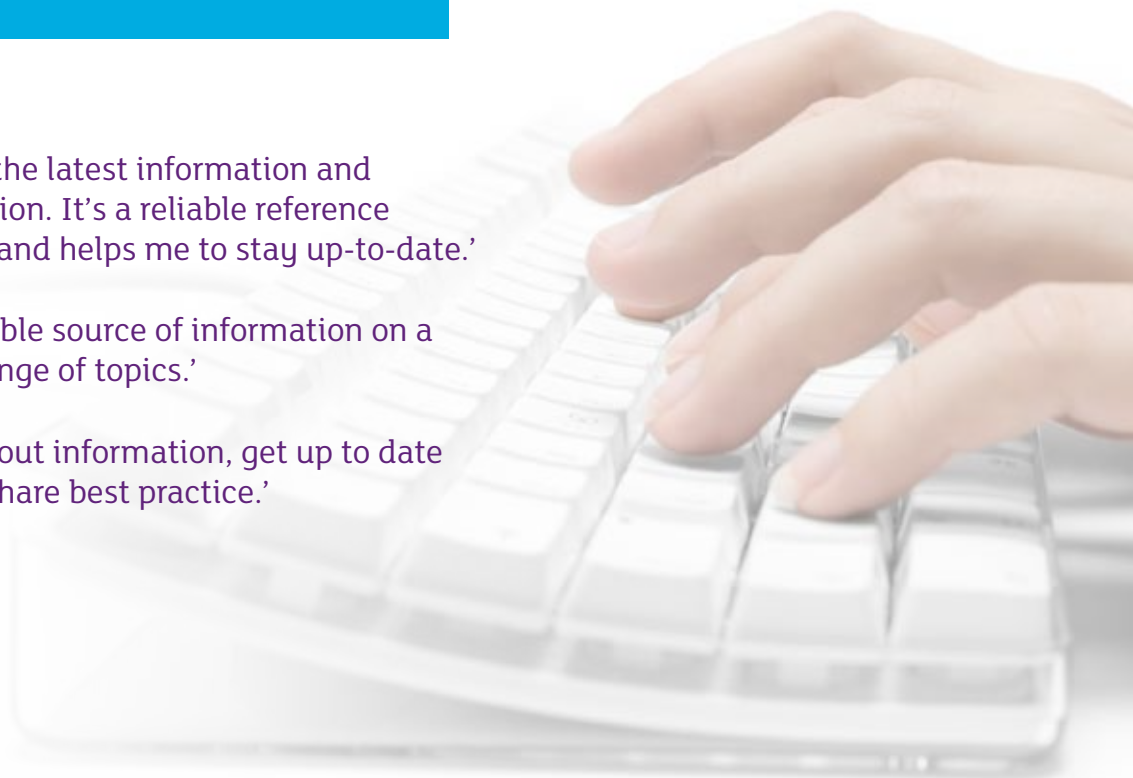 the latest information and
tion. It’s a reliable reference
and helps me to stay up-to-date.’
ble source of information on a
nge of topics.’
out information, get up to date
hare best practice.’